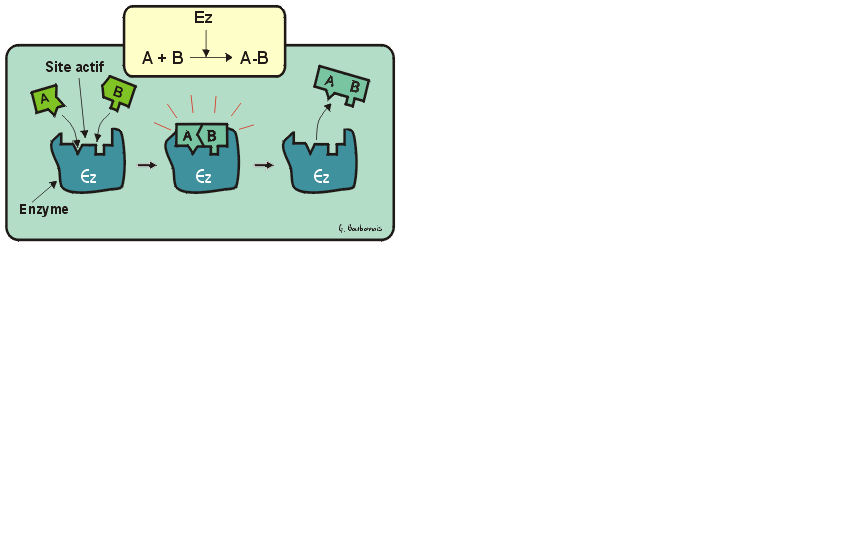 Ez
A + B A-B
Site actif
A
B
Ez
Enzyme
A B
Ez
A B
Ez